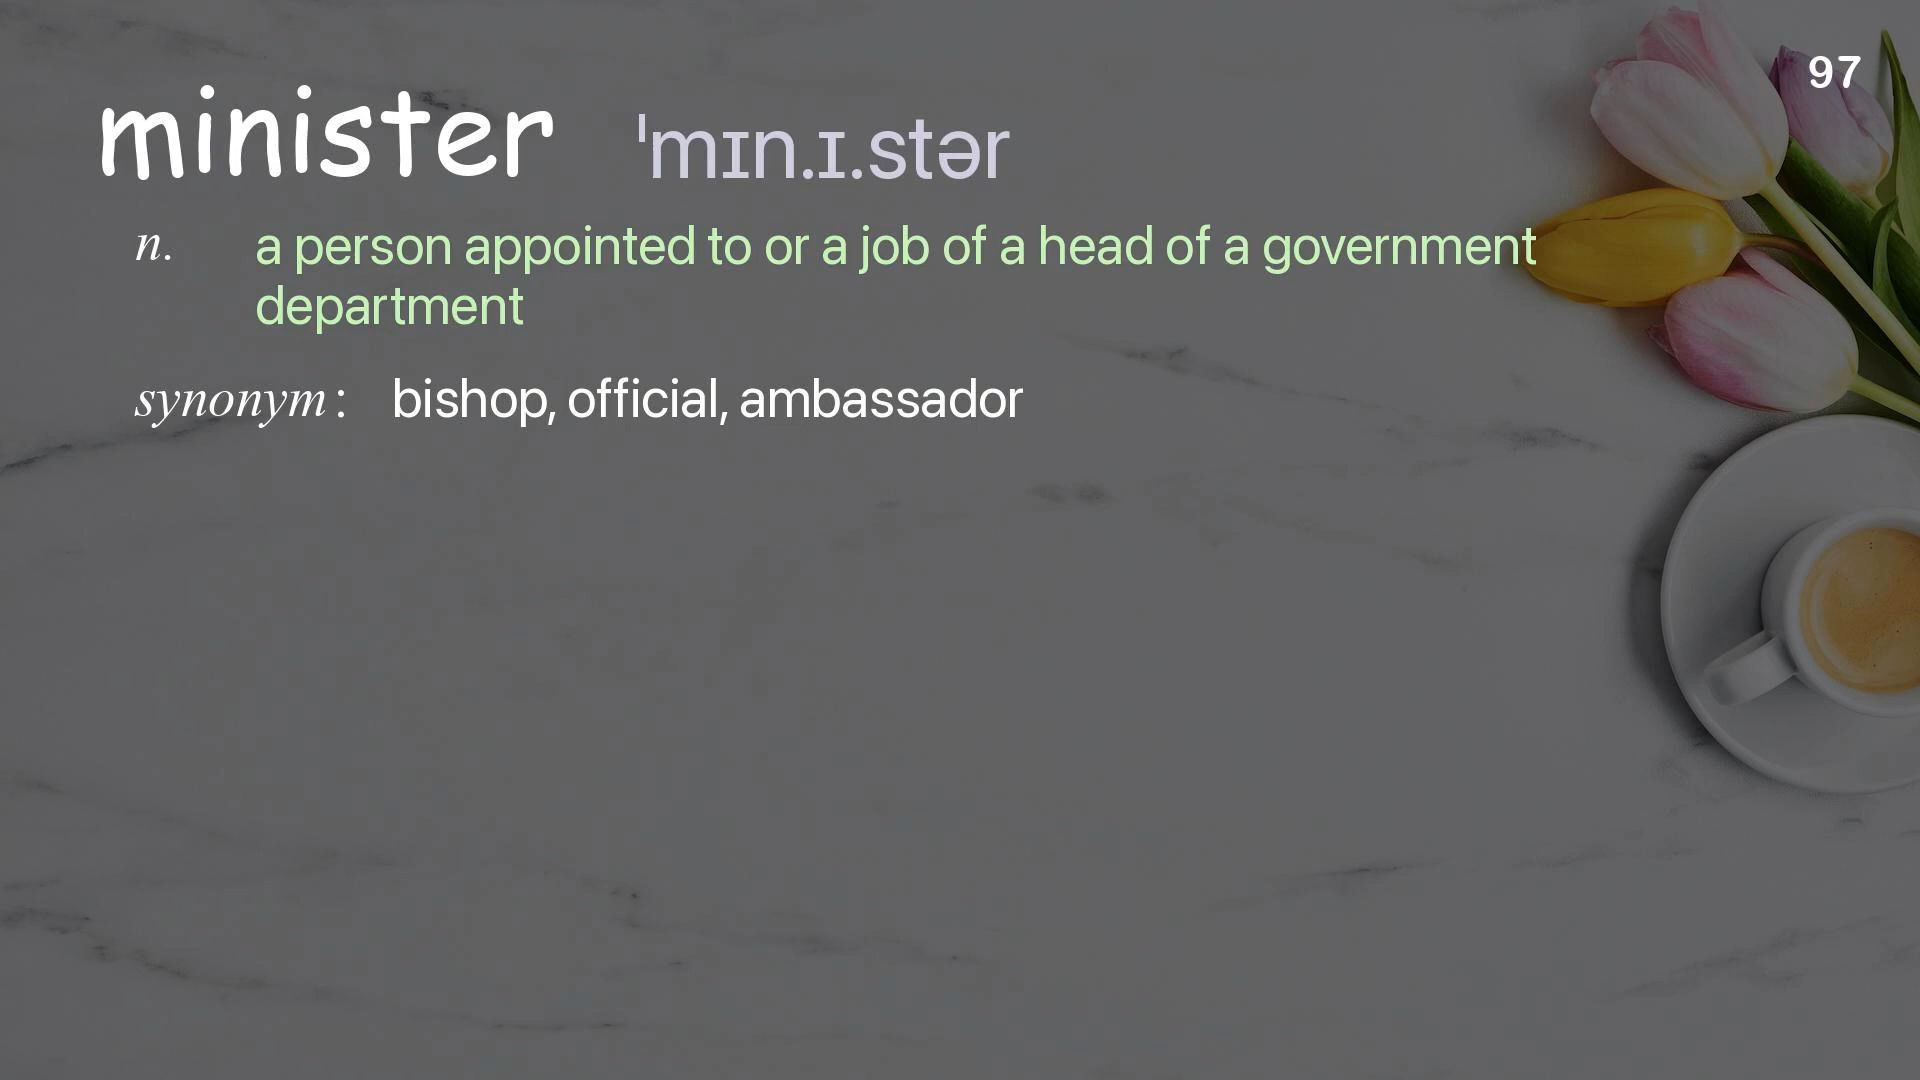 97
minister ˈmɪn.ɪ.stər
n. a person appointed to or a job of a head of a government
department
synonym : bishop, official, ambassador